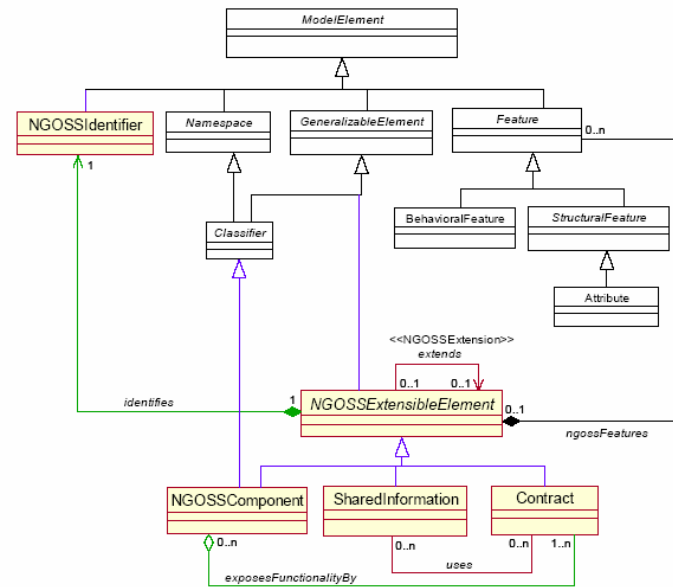 ModelElement
NGOSSIdentifier
Namespace
GeneralizableElement
Feature
0..n
1
Classifier
BehavioralFeature
StructuralFeature
Attribute
<<NGOSSExtension>>
extends
0..1
0..1
identifies
1
NGOSSExtensibleElement
0..1
ngossFeatures
NGOSSComponent
SharedInformation
Contract
0..n
0..n
0..n
1..n
uses
exposesFunctionalityBy